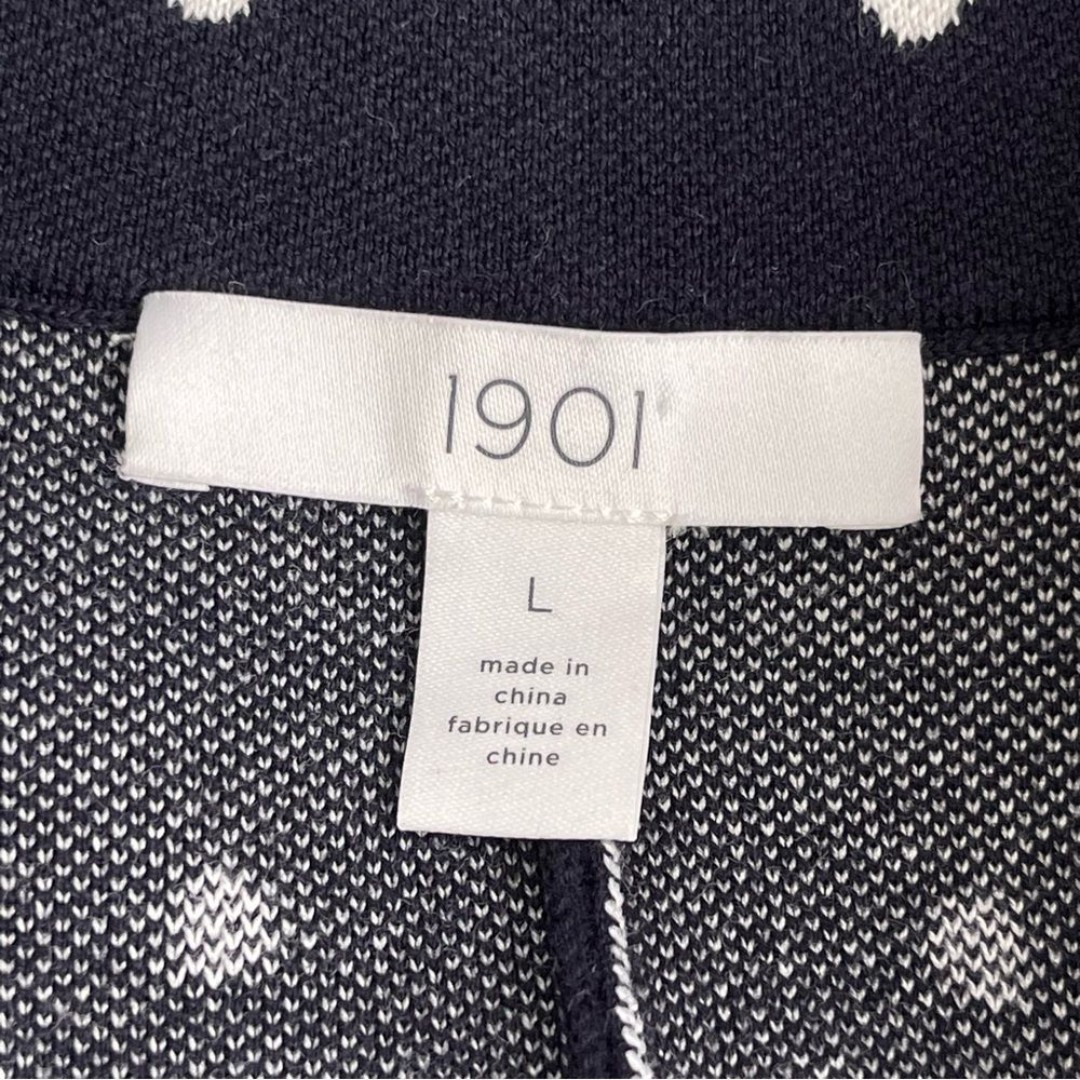 1901
L
made in
china
fabrique en
chine